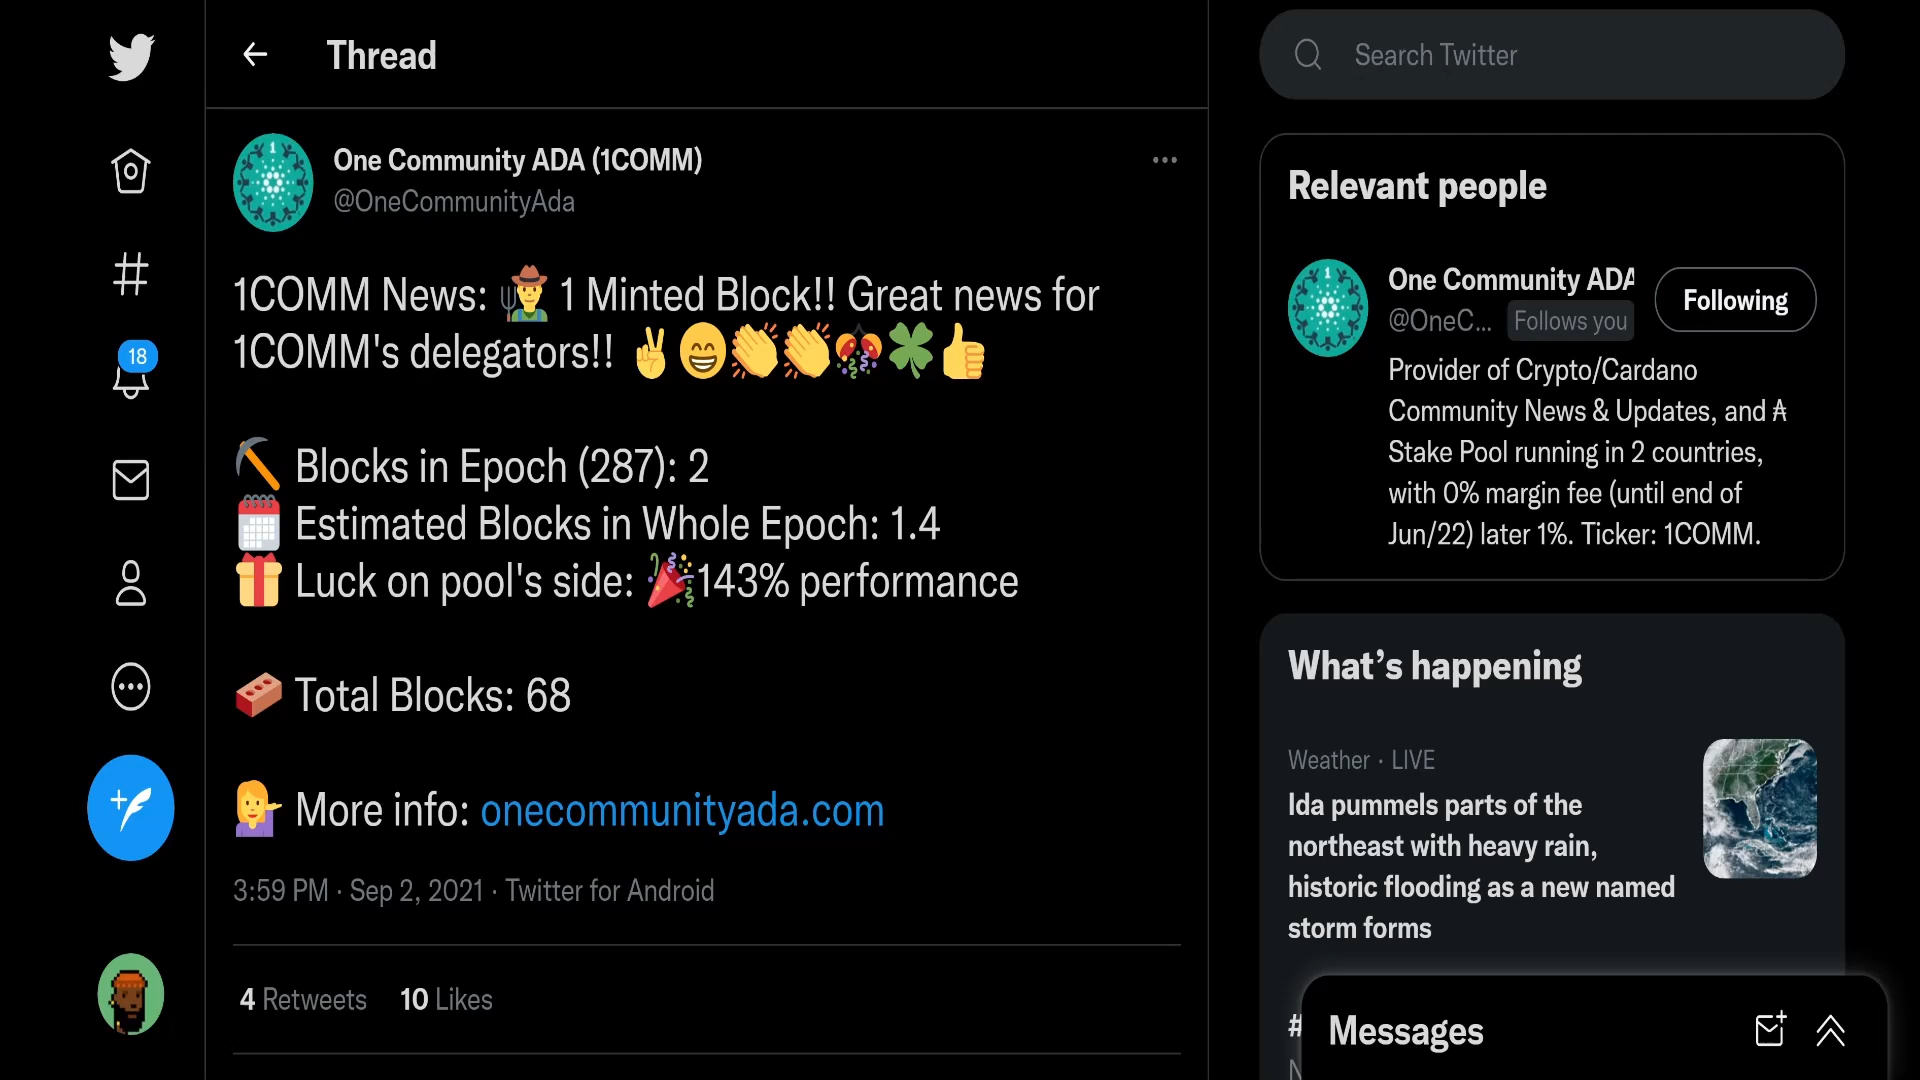 Thread
Search Twitter
One Community ADA (1COMM)
@OneCommunityAda
1COMM News: 👨‍🌾 1 Minted Block!! Great news for
1COMM's delegators!! ✌😁👏👏🎊🍀👍
⛏ Blocks in Epoch (287): 2
🗓 Estimated Blocks in Whole Epoch: 1.4
🎁 Luck on pool's side: 🎉143% performance
🧱 Total Blocks: 68
💁‍♀️ More info: onecommunityada.com
3:59 PM · Sep 2, 2021 · Twitter for Android
4 Retweets 10 Likes
18
Relevant people
One Community ADA
@OneC... Follows you
Following
Provider of Crypto/Cardano
Community News & Updates, and ₳
Stake Pool running in 2 countries,
with 0% margin fee (until end of
Jun/22) later 1%. Ticker: 1COMM.
What's happening
Weather · LIVE
Ida pummels parts of the
northeast with heavy rain,
historic flooding as a new named
storm forms
#
Messages